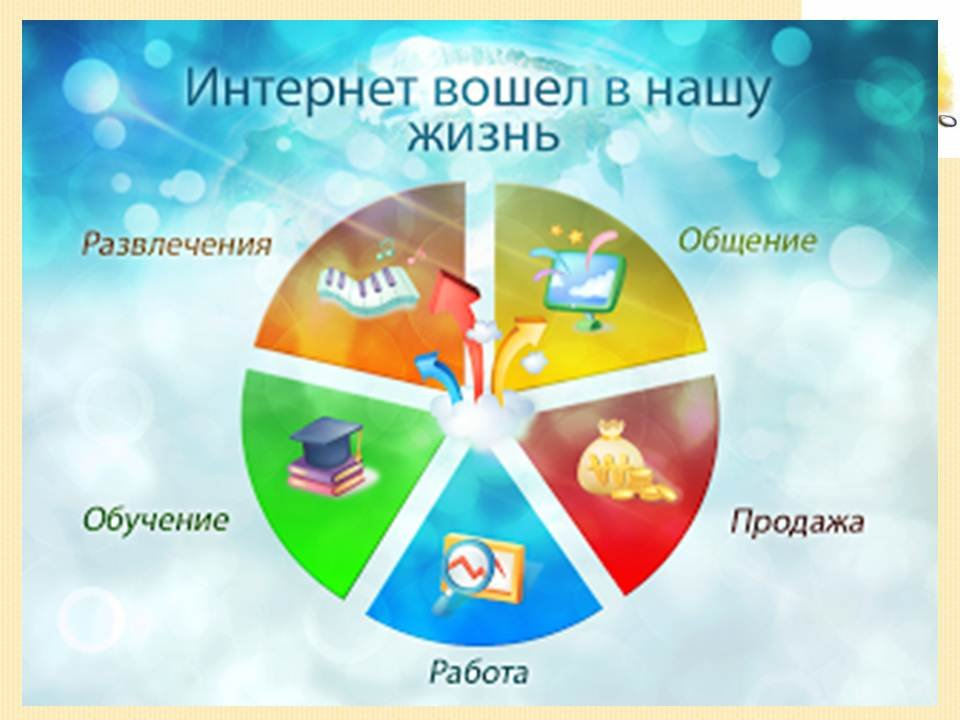 Интернет вошел в нашу
жизнь
Развлечения
Общение
Обучение
Продажа
Работа